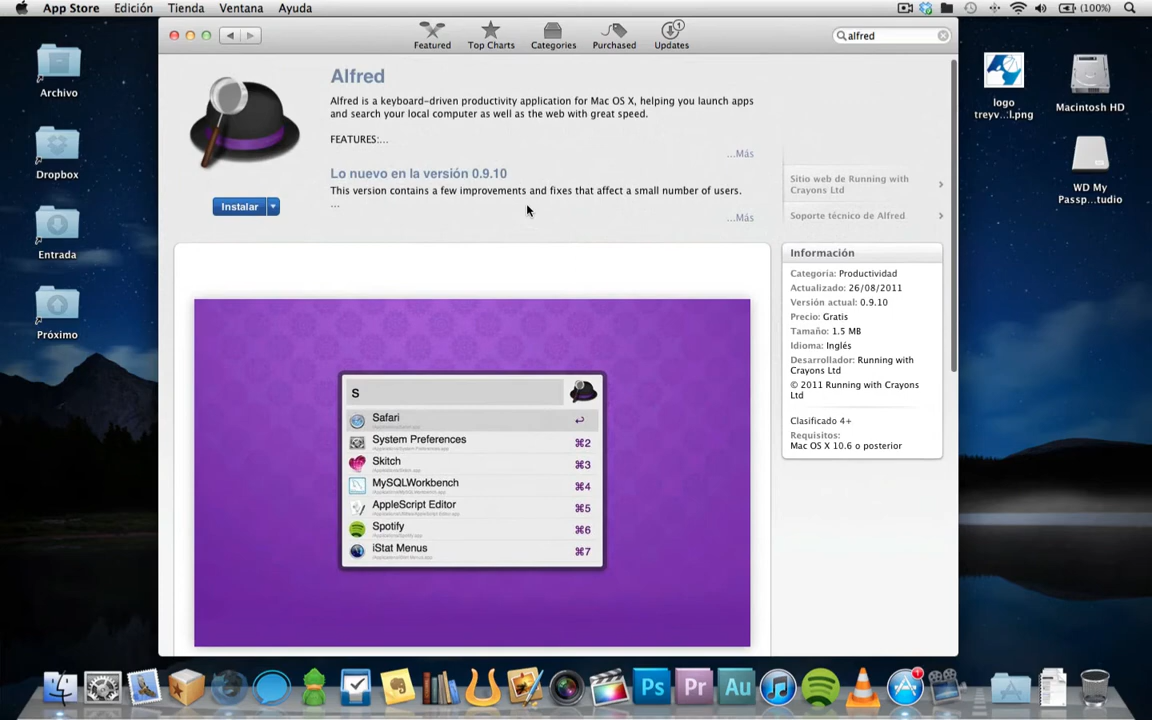 App Store Edición Tienda Ventana Ayuda (100%)
Featured Top Charts Categories Purchased Updates
1
alfred
Alfred
Alfred is a keyboard-driven productivity application for Mac OS X, helping you launch apps
and search your local computer as well as the web with great speed.
FEATURES:...
...Más
Lo nuevo en la versión 0.9.10
This version contains a few improvements and fixes that affect a small number of users.
...
...Más
Instalar
Sitio web de Running with
Crayons Ltd
Soporte técnico de Alfred
Información
Categoria: Productividad
Actualizado: 26/08/2011
Versión actual: 0.9.10
Precio: Gratis
Tamaño: 1.5 MB
Idioma: Inglés
Desarrollador: Running with
Crayons Ltd
© 2011 Running with Crayons
Ltd
Clasificado 4+
Requisitos:
Mac OS X 10.6 o posterior
S
Safari
System Preferences ⌘2
Skitch ⌘3
MySQLWorkbench ⌘4
AppleScript Editor ⌘5
Spotify ⌘6
iStat Menus ⌘7
Archivo
Dropbox
Entrada
Próximo
logo
treyv...l.png
Macintosh HD
WD My
Passp...tudio
Ps Pr Au
1